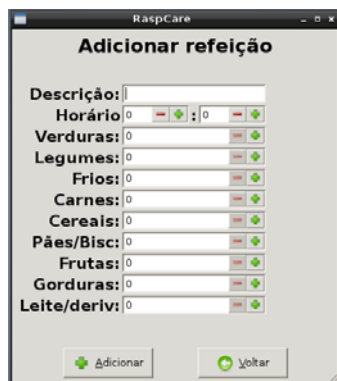 RaspCare
Adicionar refeição
Descrição:
Horário 0 : 0
Verduras: 0
Legumes: 0
Frios: 0
Carnes: 0
Cereais: 0
Pães/Bisc: 0
Frutas: 0
Gorduras: 0
Leite/deriv: 0
Adicionar Voltar